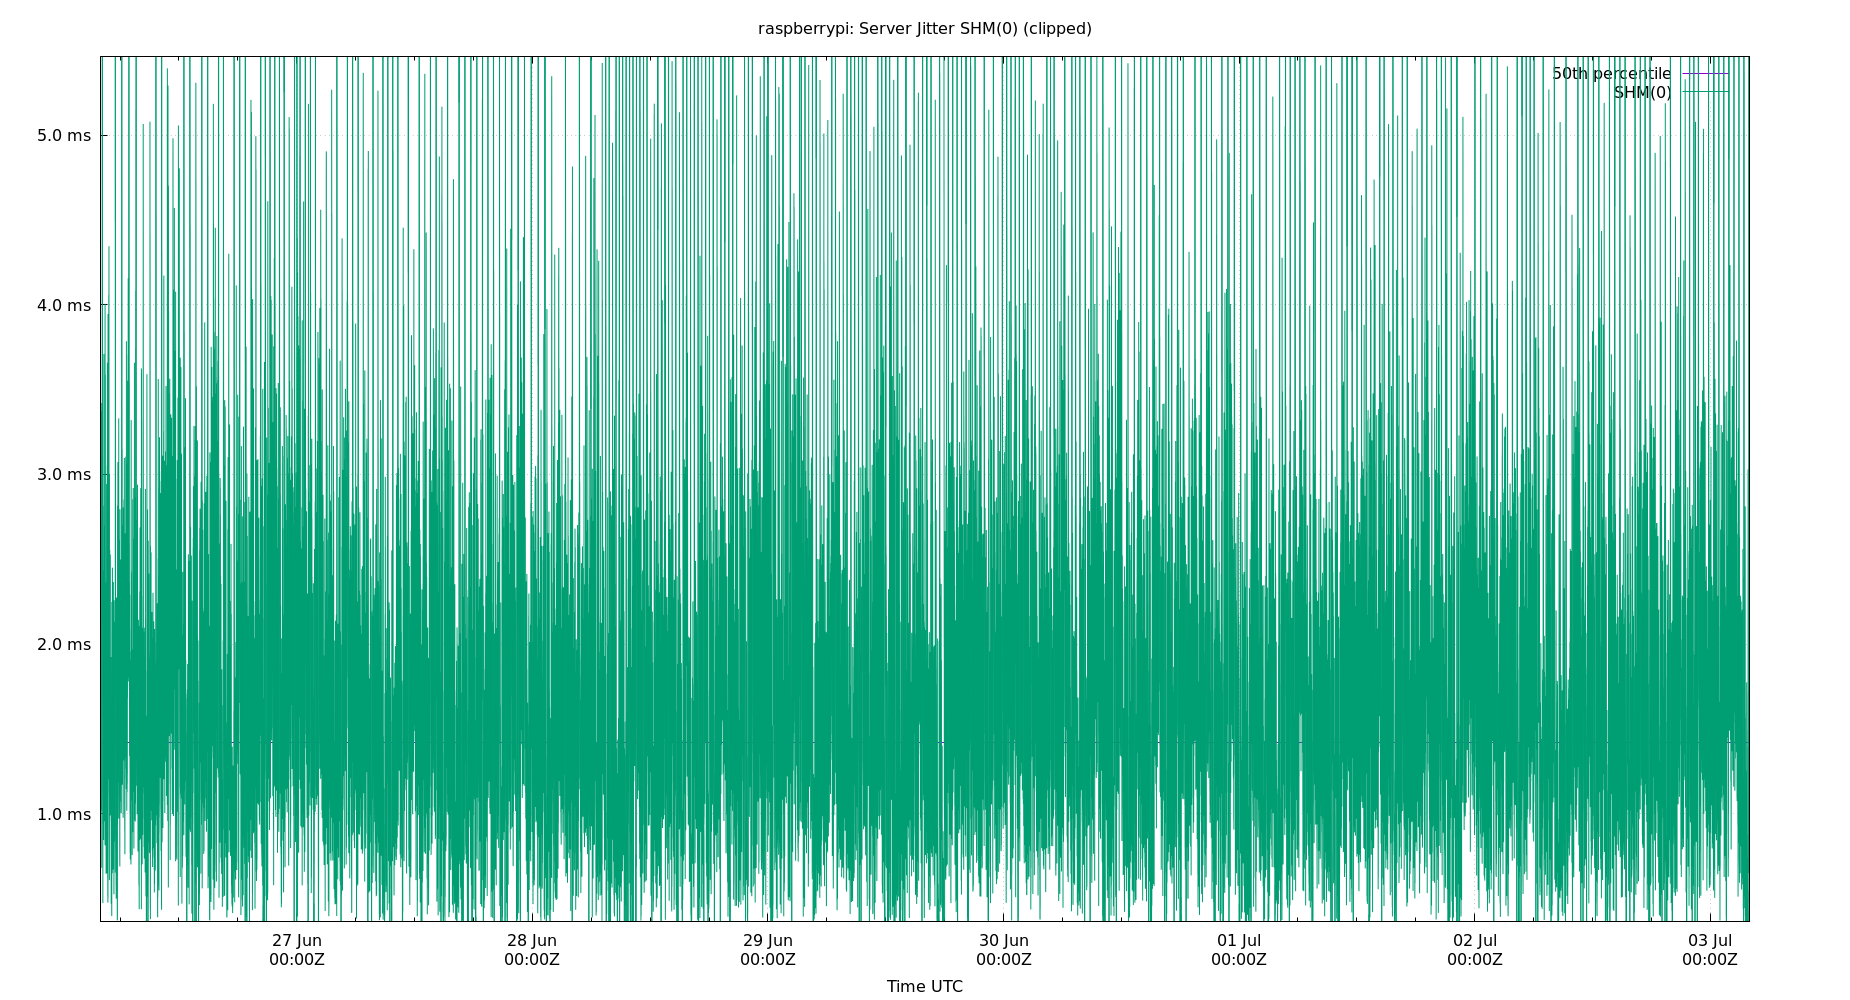 raspberrypi: Server Jitter SHM(0) (clipped)
50th percentile
SHM(0)
5.0 ms
4.0 ms
3.0 ms
2.0 ms
1.0 ms
27 Jun 28 Jun 29 Jun 30 Jun 01 Jul 02 Jul 03 Jul
00:00Z 00:00Z 00:00Z 00:00Z 00:00Z 00:00Z 00:00Z
Time UTC